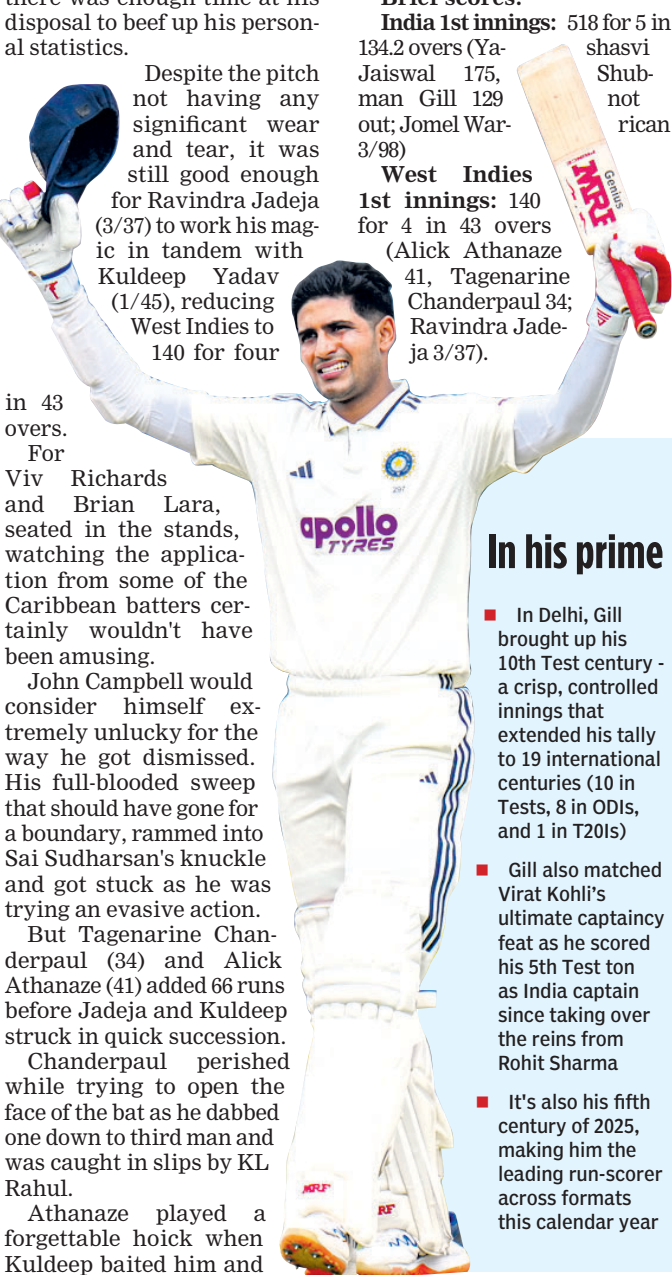 there was enough time at his
disposal to beef up his person-
al statistics.
Despite the pitch
not having any
significant wear
and tear, it was
still good enough
for Ravindra Jadeja
(3/37) to work his mag-
ic in tandem with
Kuldeep Yadav
(1/45), reducing
West Indies to
140 for four
in 43
overs.
For
Viv Richards
and Brian Lara,
seated in the stands,
watching the applica-
tion from some of the
Caribbean batters cer-
tainly wouldn't have
been amusing.
John Campbell would
consider himself ex-
tremely unlucky for the
way he got dismissed.
His full-blooded sweep
that should have gone for
a boundary, rammed into
Sai Sudharsan's knuckle
and got stuck as he was
trying an evasive action.
But Tagenarine Chan-
derpaul (34) and Alick
Athanaze (41) added 66 runs
before Jadeja and Kuldeep
struck in quick succession.
Chanderpaul perished
while trying to open the
face of the bat as he dabbed
one down to third man and
was caught in slips by KL
Rahul.
Athanaze played a
forgettable hoick when
Kuldeep baited him and
Brief scores:
India 1st innings: 518 for 5 in
134.2 overs (Ya- shasvi
Jaiswal 175, Shub-
man Gill 129 not
out; Jomel War- rican
3/98)
West Indies
1st innings: 140
for 4 in 43 overs
(Alick Athanaze
41, Tagenarine
Chanderpaul 34;
Ravindra Jade-
ja 3/37).
Genius
MRF
297
apollo
TYRES
MRF
RF
In his prime
■ In Delhi, Gill
brought up his
10th Test century -
a crisp, controlled
innings that
extended his tally
to 19 international
centuries (10 in
Tests, 8 in ODIs,
and 1 in T20Is)
■ Gill also matched
Virat Kohli's
ultimate captaincy
feat as he scored
his 5th Test ton
as India captain
since taking over
the reins from
Rohit Sharma
■ It's also his fifth
century of 2025,
making him the
leading run-scorer
across formats
this calendar year